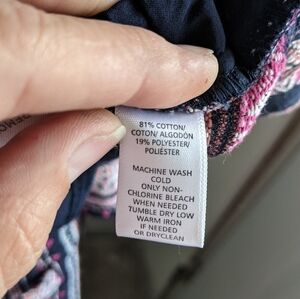 81% COTTON/
COTON/ ALGODÓN
19% POLYESTER/
POLIÉSTER
MACHINE WASH
COLD
ONLY NON-
CHLORINE BLEACH
WHEN NEEDED
TUMBLE DRY LOW
WARM IRON
IF NEEDED
OR DRYCLEAN